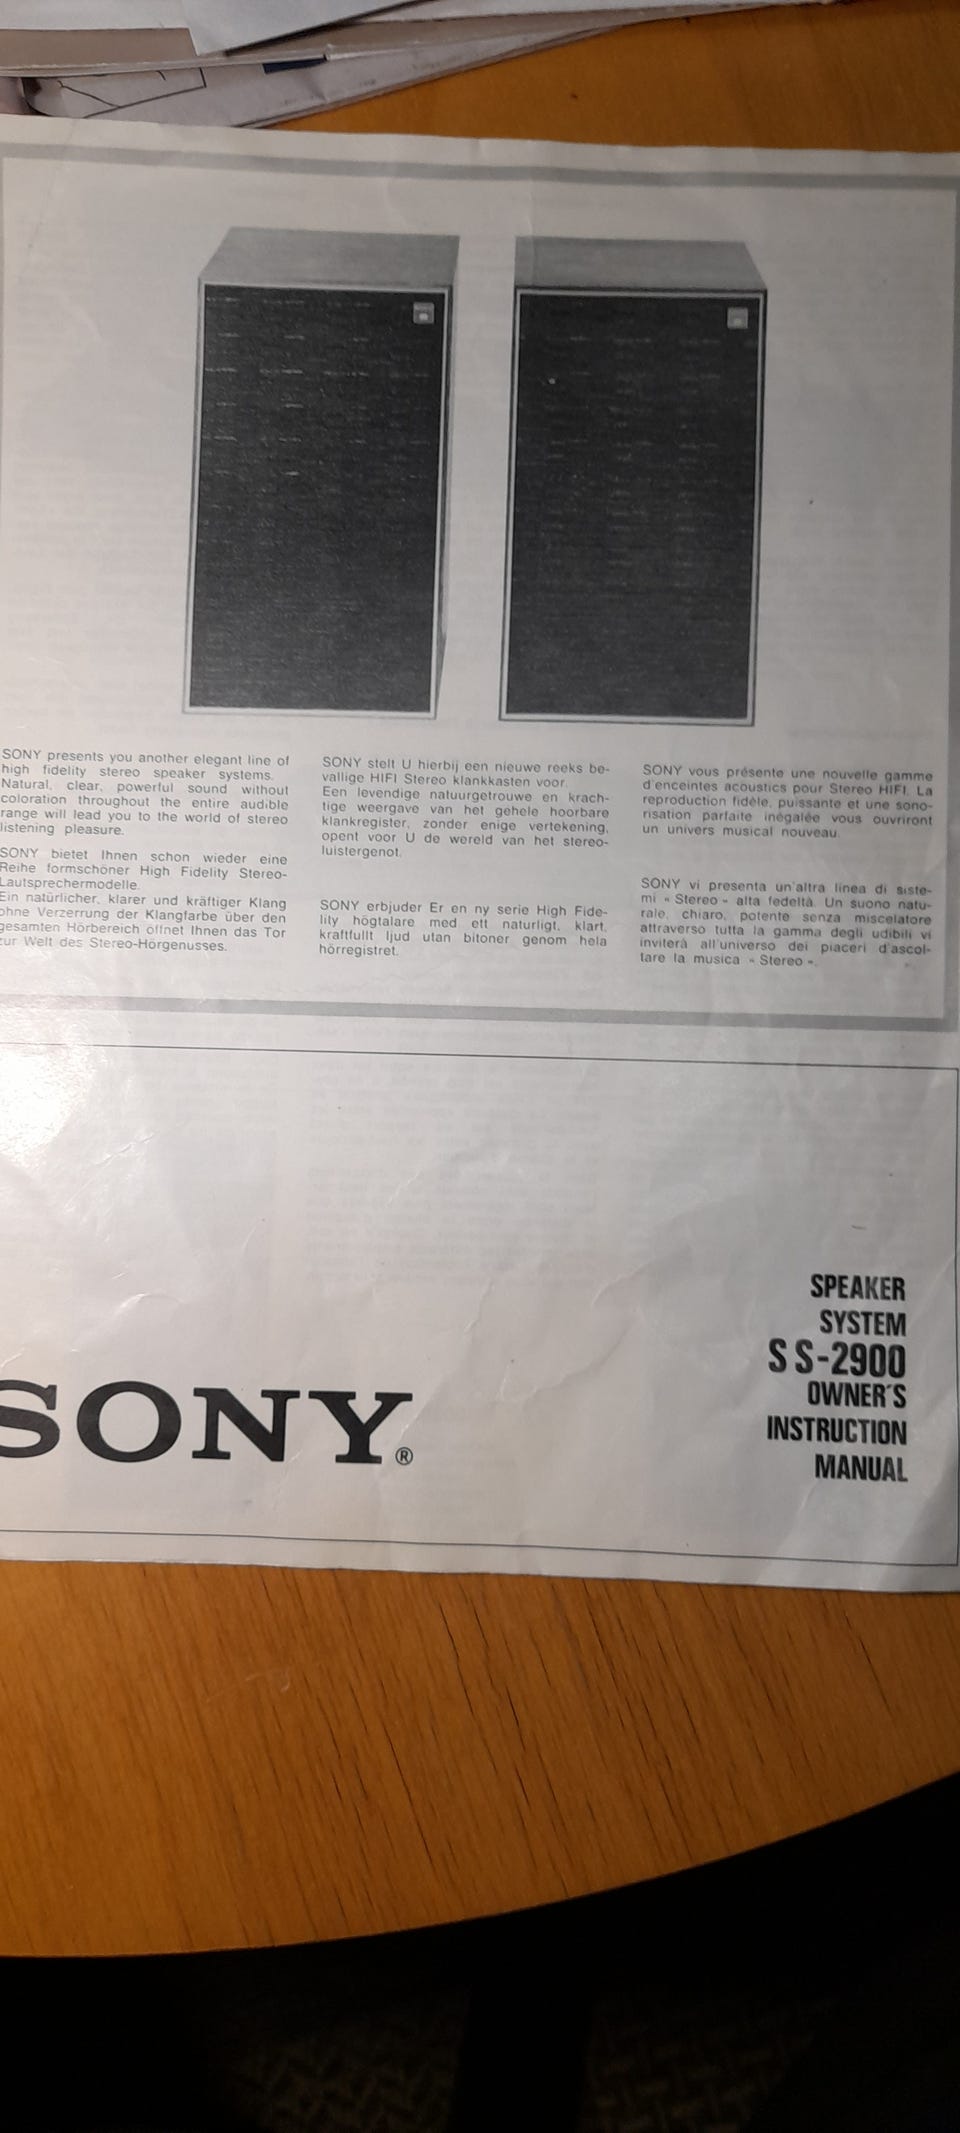 SONY presents you another elegant line of
high fidelity stereo speaker systems.
Natural, clear, powerful sound without
coloration throughout the entire audible
range will lead you to the world of stereo
listening pleasure.
SONY bietet Ihnen schon wieder eine
Reihe formschöner High Fidelity Stereo-
Lautsprechermodelle.
Ein natürlicher, klarer und kräftiger Klang
ohne Verzerrung der Klangfarbe über den
gesamten Hörbereich öffnet Ihnen das Tor
zur Welt des Stereo-Hörgenusses.
SONY stelt U hierbij een nieuwe reeks be-
vallige HIFI Stereo klankkasten voor.
Een levendige natuurgetrouwe en krach-
tige weergave van het gehele hoorbare
klankregister, zonder enige vertekening,
opent voor U de wereld van het stereo-
luistergenot.
SONY erbjuder Er en ny serie High Fide-
lity högtalare med ett naturligt, klart,
kraftfullt ljud utan bitoner genom hela
hörregistret.
SONY vous présente une nouvelle gamme
d'enceintes acoustics pour Stereo HIFI. La
reproduction fidèle, puissante et une sono-
risation parfaite inégalée vous ouvriront
un univers musical nouveau.
SONY vi presenta un'altra linea di siste-
mi « Stereo » alta fedeltà. Un suono natu-
rale, chiaro, potente senza miscelatore
attraverso tutta la gamma degli udibili vi
inviterà all'universo dei piaceri d'ascol-
tare la musica « Stereo ».
SONY®
SPEAKER
SYSTEM
SS-2900
OWNER'S
INSTRUCTION
MANUAL